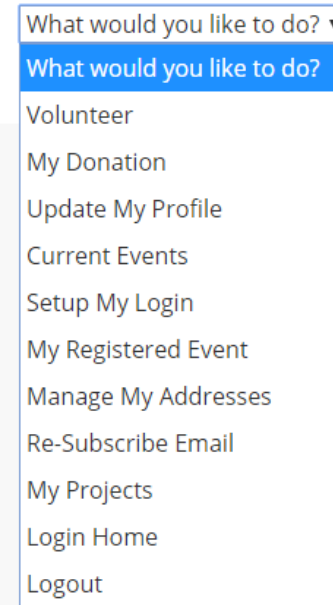 What would you like to do?
What would you like to do?
Volunteer
My Donation
Update My Profile
Current Events
Setup My Login
My Registered Event
Manage My Addresses
Re-Subscribe Email
My Projects
Login Home
Logout